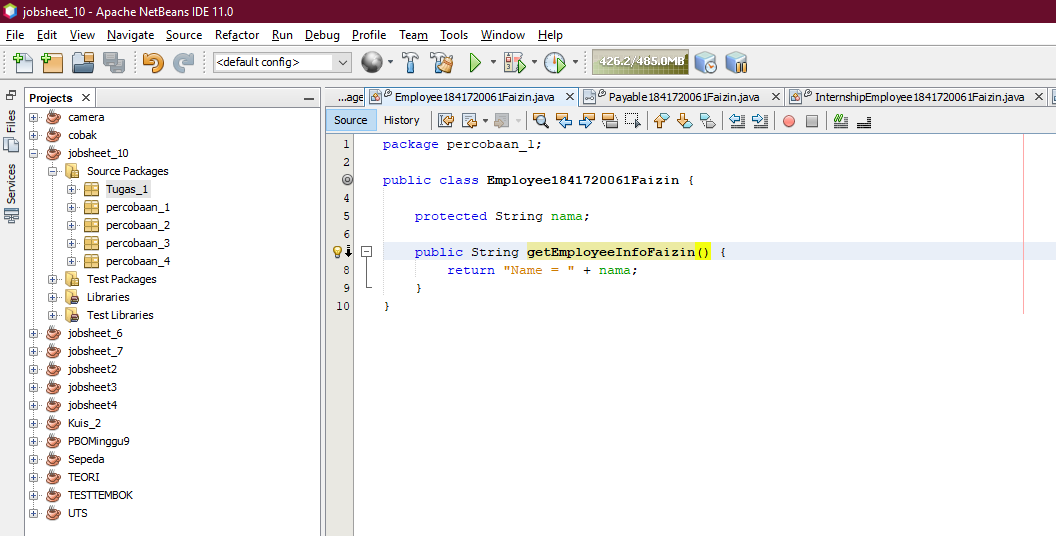 jobsheet_10 - Apache NetBeans IDE 11.0
File Edit View Navigate Source Refactor Run Debug Profile Team Tools Window Help
<default config>
426.2/485.0MB
Files
Services
Projects
camera
cobak
jobsheet_10
Source Packages
Tugas_1
percobaan_1
percobaan_2
percobaan_3
percobaan_4
Test Packages
Libraries
Test Libraries
jobsheet_6
jobsheet_7
jobsheet2
jobsheet3
jobsheet4
Kuis_2
PBOMinggu9
Sepeda
TEORI
TESTTEMBOK
UTS
...age Employee1841720061Faizin.java Payable1841720061Faizin.java InternshipEmployee1841720061Faizin.java
Source History
1 package percobaan_1;
2
public class Employee1841720061Faizin {
4
5 protected String nama;
6
public String getEmployeeInfoFaizin() {
8 return "Name = " + nama;
9 }
10 }